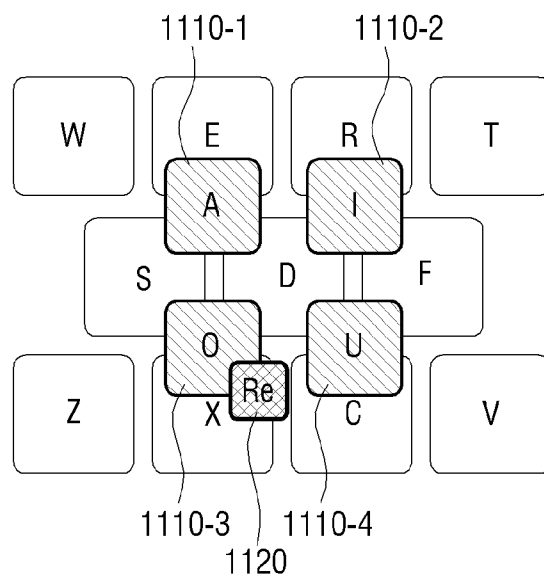 1110-1 1110-2
W E R T
A I
S D F
O U
Re
Z X C V
1110-3 1110-4
1120